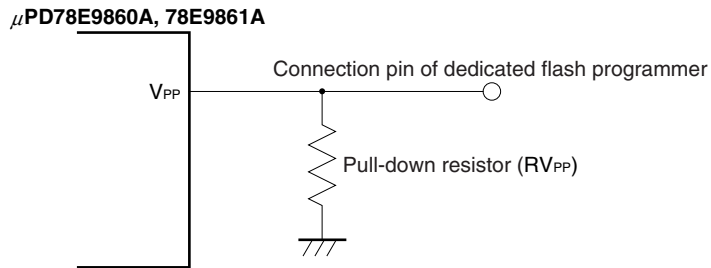 μPD78E9860A, 78E9861A
Connection pin of dedicated flash programmer
VPP
Pull-down resistor (RVPP)